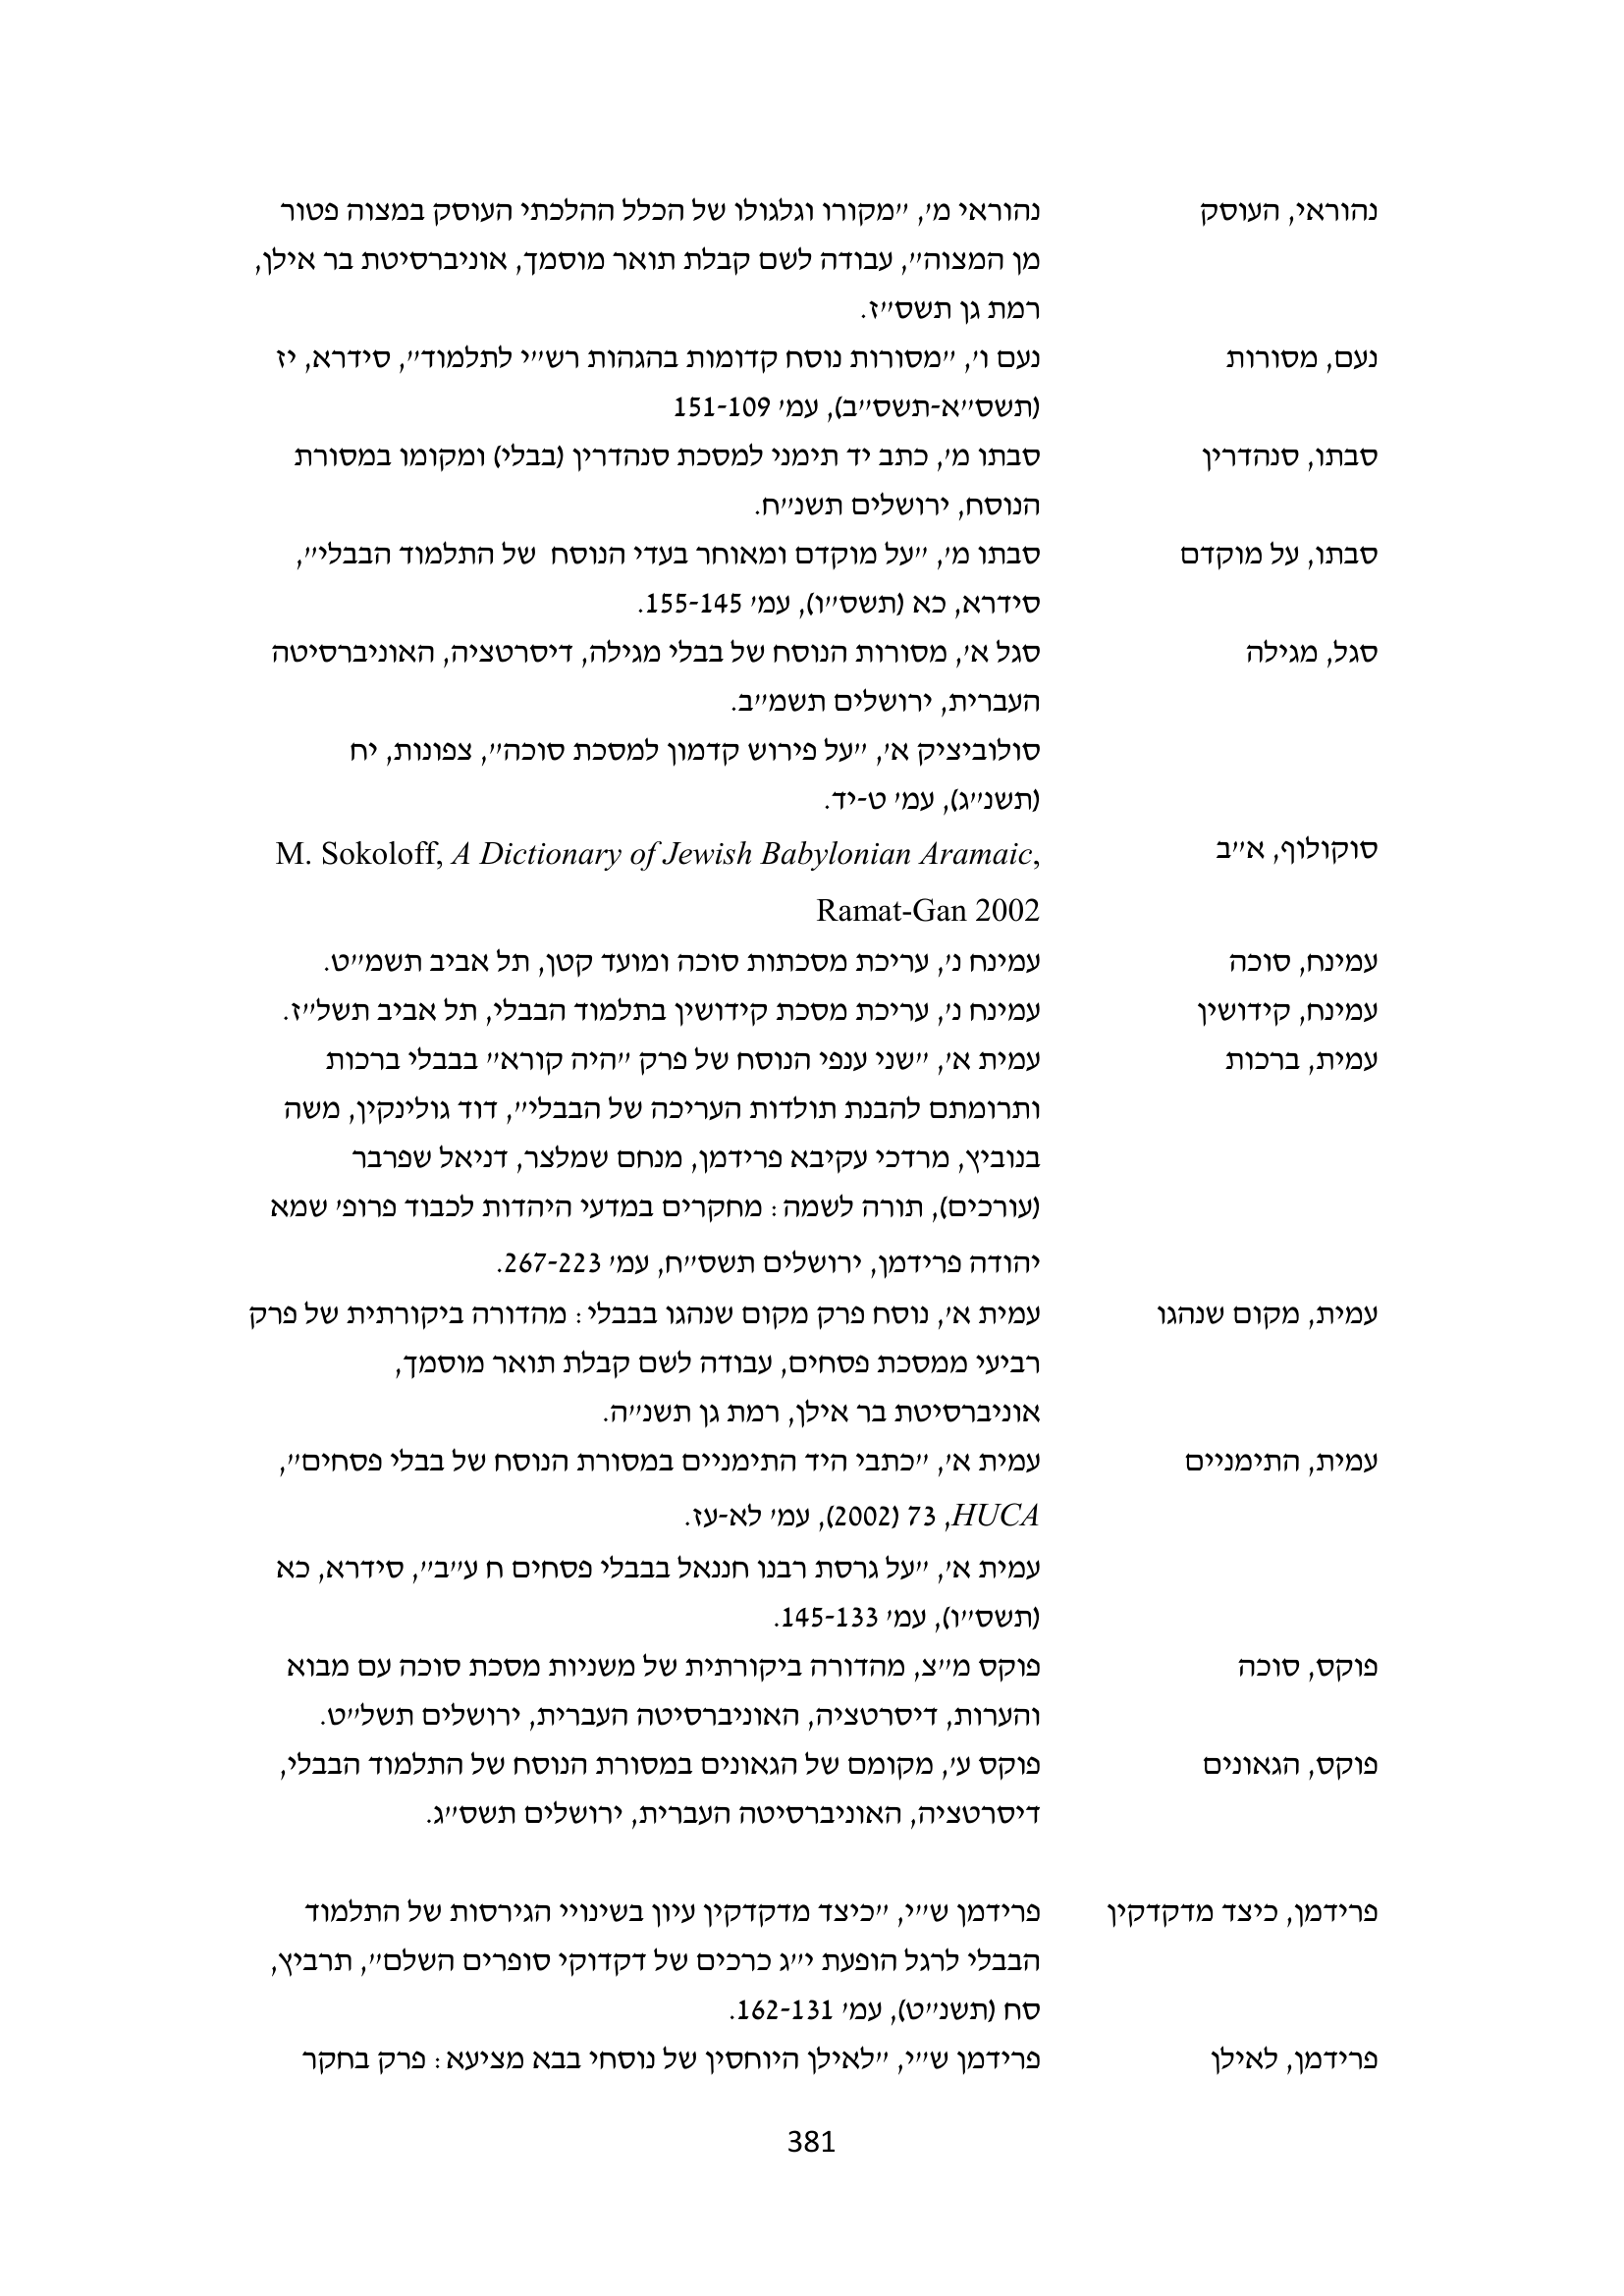 נהוראי, העוסק נהוראי מ', "מקורו וגלגולו של הכלל ההלכתי העוסק במצוה פטור
מן המצוה", עבודה לשם קבלת תואר מוסמך, אוניברסיטת בר אילן,
רמת גן תשס"ז.
נעם, מסורות נעם ו', "מסורות נוסח קדומות בהגהות רש"י לתלמוד", סידרא, יז
(תשס"א-תשס"ב), עמ' 151-109
סבתו, סנהדרין סבתו מ', כתב יד תימני למסכת סנהדרין (בבלי) ומקומו במסורת
הנוסח, ירושלים תשנ"ח.
סבתו, על מוקדם סבתו מ', "על מוקדם ומאוחר בעדי הנוסח של התלמוד הבבלי",
סידרא, כא (תשס"ו), עמ' 155-145.
סגל, מגילה סגל א', מסורות הנוסח של בבלי מגילה, דיסרטציה, האוניברסיטה
העברית, ירושלים תשמ"ב.
סולוביציק א', "על פירוש קדמון למסכת סוכה", צפונות, יח
(תשנ"ג), עמ' ט-יד.
סוקולוף, א"ב M. Sokoloff, A Dictionary of Jewish Babylonian Aramaic,
Ramat-Gan 2002
עמינח, סוכה עמינח נ', עריכת מסכתות סוכה ומועד קטן, תל אביב תשמ"ט.
עמינח, קידושין עמינח נ', עריכת מסכת קידושין בתלמוד הבבלי, תל אביב תשל"ז.
עמית, ברכות עמית א', "שני ענפי הנוסח של פרק "היה קורא" בבבלי ברכות
ותרומתם להבנת תולדות העריכה של הבבלי", דוד גולינקין, משה
בנוביץ, מרדכי עקיבא פרידמן, מנחם שמלצר, דניאל שפרבר
(עורכים), תורה לשמה: מחקרים במדעי היהדות לכבוד פרופ' שמא
יהודה פרידמן, ירושלים תשס"ח, עמ' 267-223.
עמית, מקום שנהגו עמית א', נוסח פרק מקום שנהגו בבבלי: מהדורה ביקורתית של פרק
רביעי ממסכת פסחים, עבודה לשם קבלת תואר מוסמך,
אוניברסיטת בר אילן, רמת גן תשנ"ה.
עמית, התימניים עמית א', "כתבי היד התימניים במסורת הנוסח של בבלי פסחים",
HUCA, 73 (2002), עמ' לא-עז.
עמית א', "על גרסת רבנו חננאל בבבלי פסחים ח ע"ב", סידרא, כא
(תשס"ו), עמ' 145-133.
פוקס, סוכה פוקס מ"צ, מהדורה ביקורתית של משניות מסכת סוכה עם מבוא
והערות, דיסרטציה, האוניברסיטה העברית, ירושלים תשל"ט.
פוקס, הגאונים פוקס ע', מקומם של הגאונים במסורת הנוסח של התלמוד הבבלי,
דיסרטציה, האוניברסיטה העברית, ירושלים תשס"ג.
פרידמן, כיצד מדקדקין פרידמן ש"י, "כיצד מדקדקין עיון בשינויי הגירסות של התלמוד
הבבלי לרגל הופעת י"ג כרכים של דקדוקי סופרים השלם", תרביץ,
סח (תשנ"ט), עמ' 162-131.
פרידמן, לאילן פרידמן ש"י, "לאילן היוחסין של נוסחי בבא מציעא: פרק בחקר
381